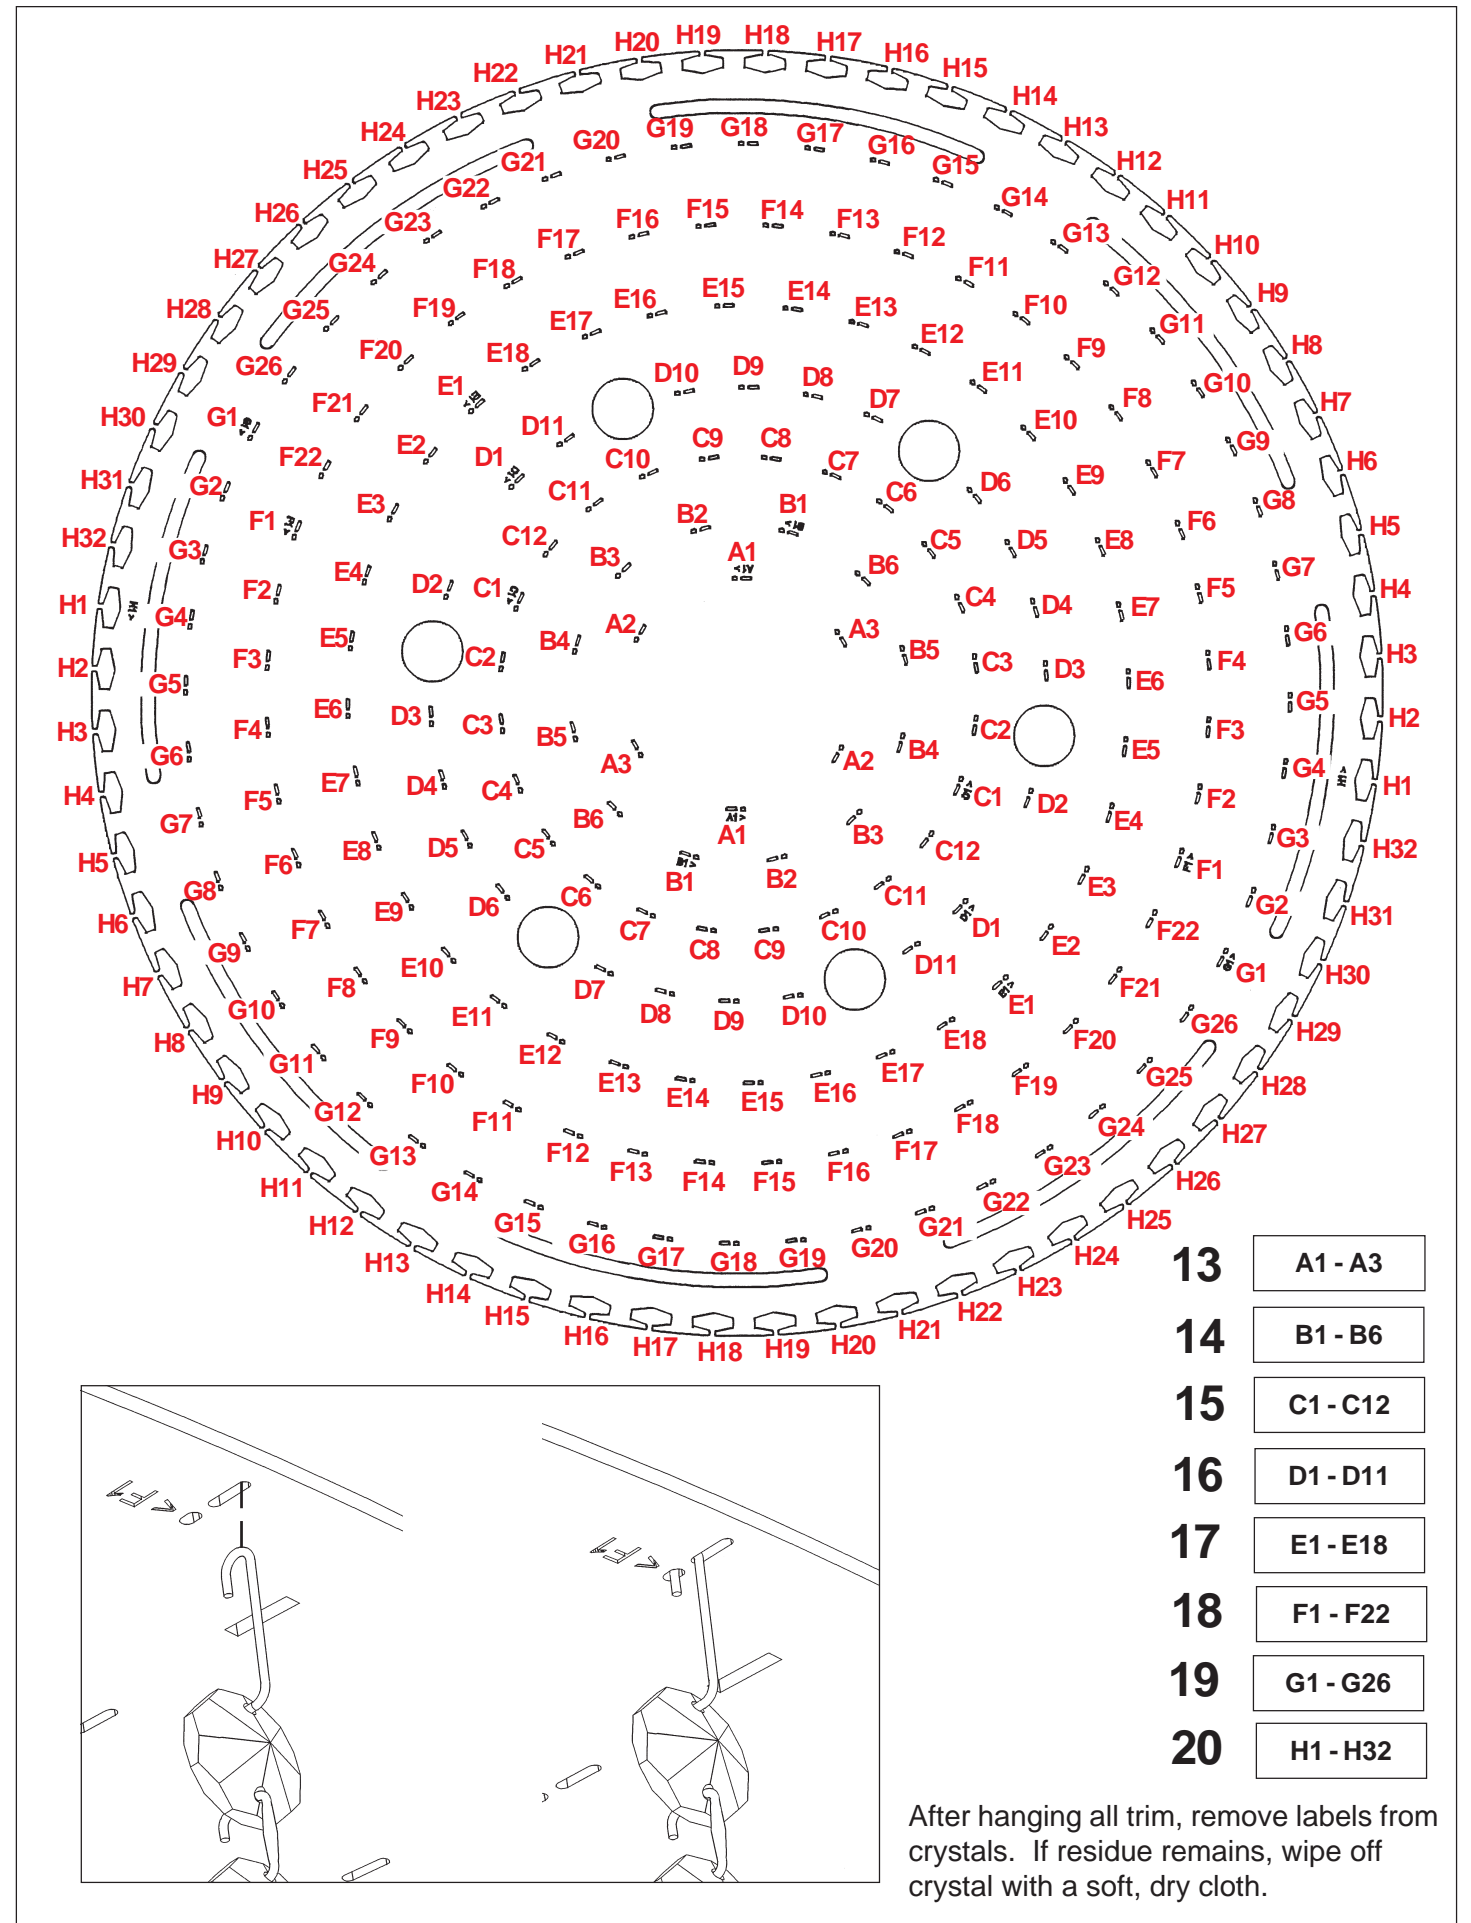 H18
H19
H17
H20
H16
H21
H15
H22
H14
H23
H13
H24
H12
H25
H11
H26
H10
H27
H9
H28
H8
H29
H7
H30
H6
H31
H5
H32
H4
H1
H3
H2
H2
H3
H1
H4
H32
H5
H31
H6
H30
H7
H29
H8
H28
H9
H27
H10
H26
H11
H25
H12
H24
H13
H23
H14
H22
H15
H21
H16
H20
H17
H18
H19
G19 G18 G17 G16 G15
G20
G21
G22
G23
G24
G25
G26
G1
G2
G3
G4
G5
G6
G7
G8
G9
G10
G11
G12
G13
G14
G15
G16
G17
G18
G19
G20
G21
G22
G23
G24
G25
G26
G1
G2
G3
G4
G5
G6
G7
G8
G9
G10
G11
G12
G13
G14
F16 F15 F14 F13 F12
F17
F18
F19
F20
F21
F22
F1
F2
F3
F4
F5
F6
F7
F8
F9
F10
F11
F12
F13
F14
F15
F16
F17
F18
F19
F20
F21
F22
F1
F2
F3
F4
F5
F6
F7
F8
F9
F10
F11
E16 E15 E14 E13 E12
E17
E18
E1
E2
E3
E4
E5
E6
E7
E8
E9
E10
E11
E12
E13
E14
E15
E16
E17
E18
E1
E2
E3
E4
E5
E6
E7
E8
E9
E10
E11
D10 D9 D8 D7
D11
D1
D2
D3
D4
D5
D6
D7
D8
D9
D10
D11
D1
D2
D3
D4
D5
D6
C10 C9 C8 C7
C11
C12
C1
C2
C3
C4
C5
C6
C7
C8
C9
C10
C11
C12
C1
C2
C3
C4
C5
C6
B2 B1
B3
B4
B5
B6
B1
B2
B3
B4
B5
B6
A1
A2
A3
A1
A2
A3
13 A1 - A3
14 B1 - B6
15 C1 - C12
16 D1 - D11
17 E1 - E18
18 F1 - F22
19 G1 - G26
20 H1 - H32
After hanging all trim, remove labels from
crystals. If residue remains, wipe off
crystal with a soft, dry cloth.